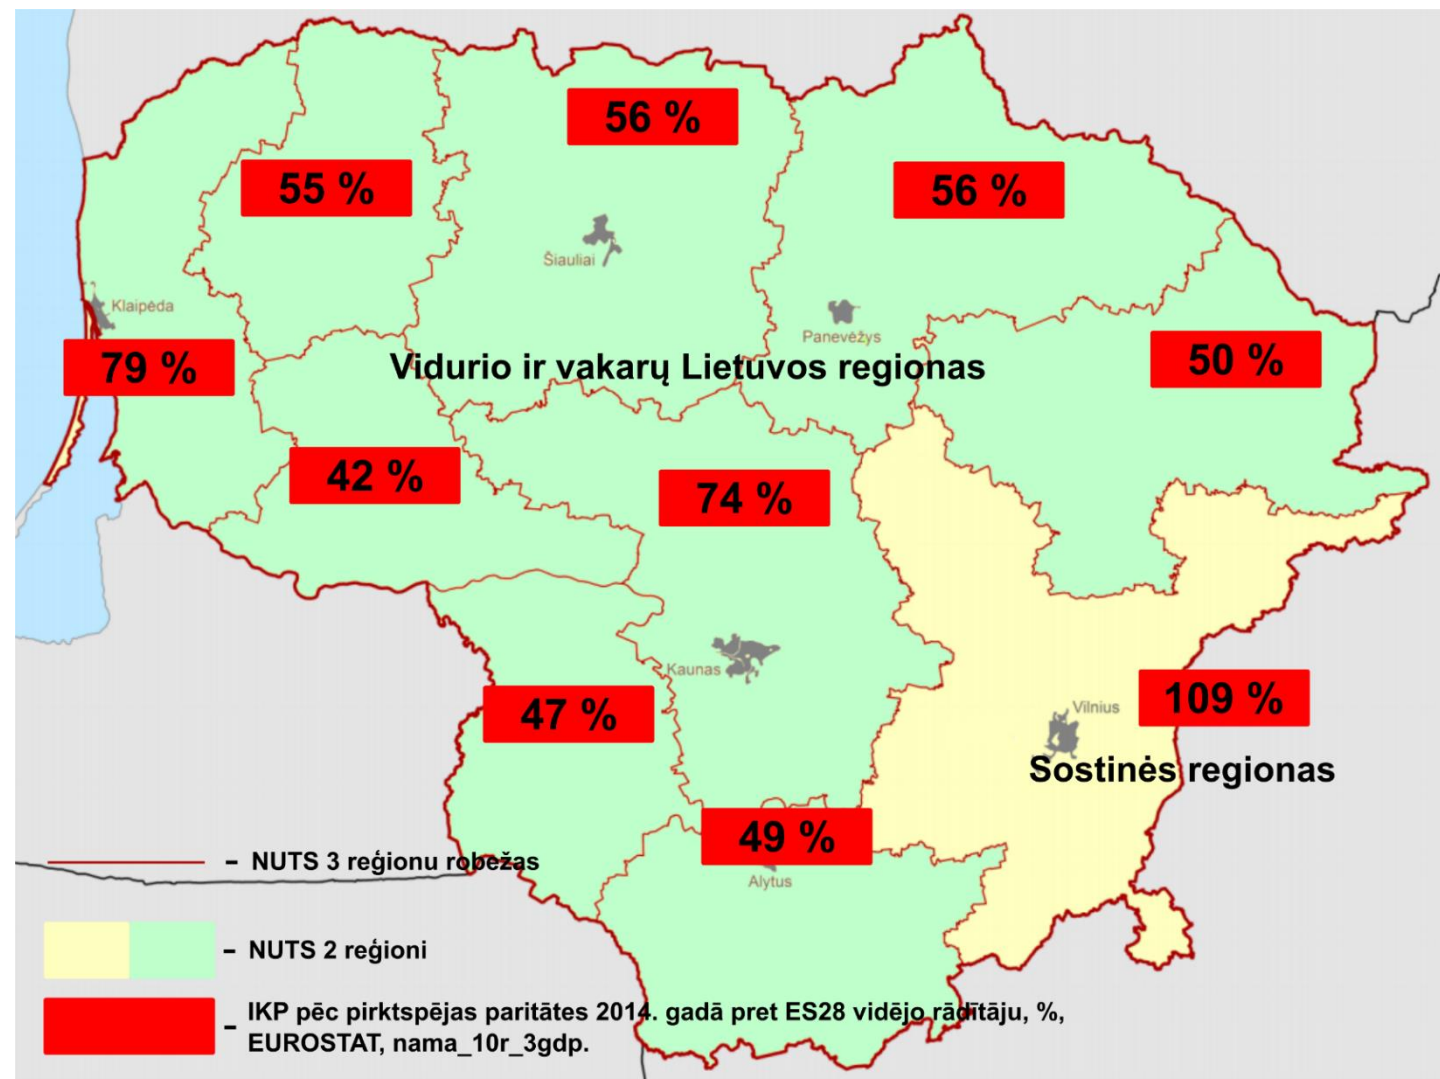 56 %
55 %
56 %
Šiauliai
Klaipėda
Panevėžys
79 %
Vidurio ir vakarų Lietuvos regionas
50 %
42 %
74 %
Kaunas
47 %
109 %
Vilnius
Sostinės regionas
49 %
Alytus
– NUTS 3 reģionu robežas
– NUTS 2 reģioni
– IKP pēc pirktspējas paritātes 2014. gadā pret ES28 vidējo rādītāju, %,
EUROSTAT, nama_10r_3gdp.